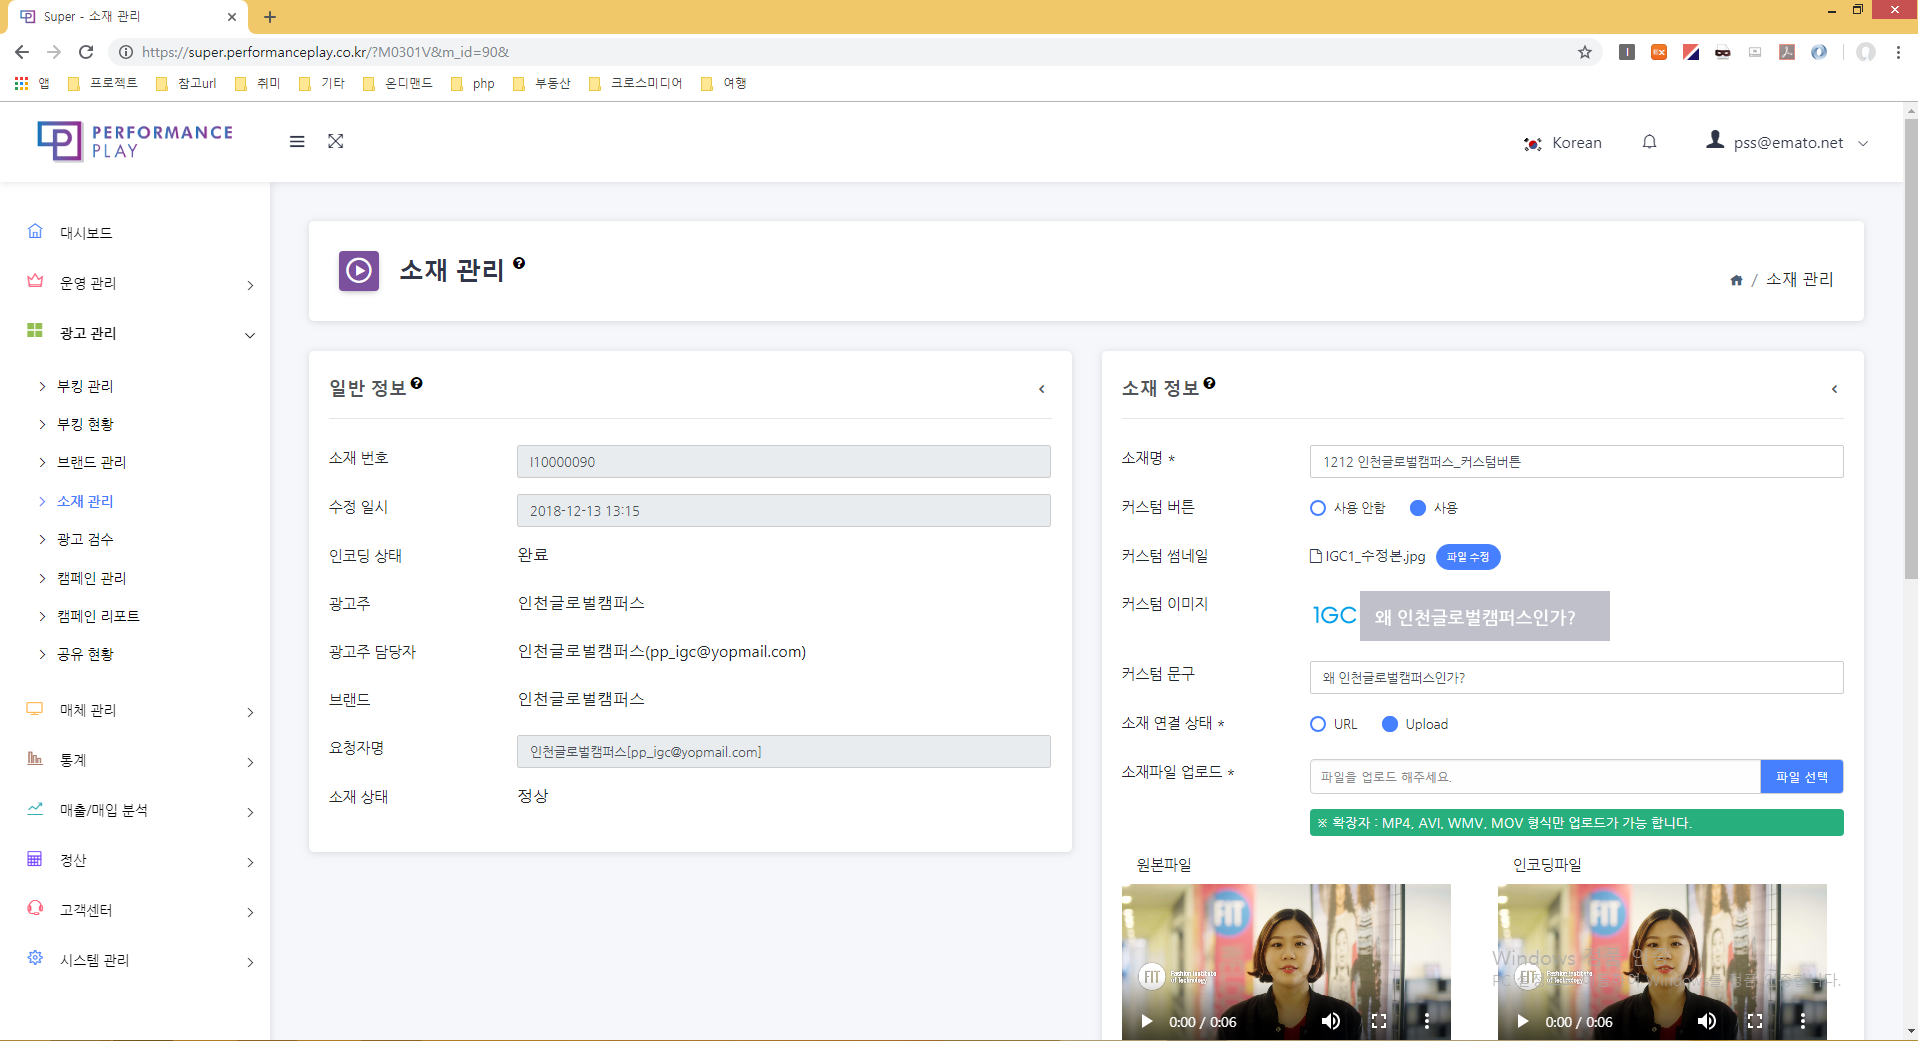 Super - 소재 관리
https://super.performanceplay.co.kr/?M0301V&m_id=90&
앱 프로젝트 참고url 취미 기타 온디맨드 php 부동산 크로스미디어 여행
PERFORMANCE
PLAY
Korean
pss@emato.net
대시보드
운영 관리
광고 관리
부킹 관리
부킹 현황
브랜드 관리
소재 관리
광고 검수
캠페인 관리
캠페인 리포트
공유 현황
매체 관리
통계
매출/매입 분석
정산
고객센터
시스템 관리
소재 관리
/ 소재 관리
일반 정보
소재 번호 I10000090
수정 일시 2018-12-13 13:15
인코딩 상태 완료
광고주 인천글로벌캠퍼스
광고주 담당자 인천글로벌캠퍼스(pp_igc@yopmail.com)
브랜드 인천글로벌캠퍼스
요청자명 인천글로벌캠퍼스[pp_igc@yopmail.com]
소재 상태 정상
소재 정보
소재명 * 1212 인천글로벌캠퍼스_커스텀버튼
커스텀 버튼 사용 안함 사용
커스텀 썸네일 IGC1_수정본.jpg 파일 수정
커스텀 이미지 IGC 왜 인천글로벌캠퍼스인가?
커스텀 문구 왜 인천글로벌캠퍼스인가?
소재 연결 상태 * URL Upload
소재파일 업로드 * 파일을 업로드 해주세요. 파일 선택
※ 확장자 : MP4, AVI, WMV, MOV 형식만 업로드가 가능 합니다.
원본파일 인코딩파일
FIT FIT
FIT Fashion Institute of Technology
0:00 / 0:06 0:00 / 0:06
Windows